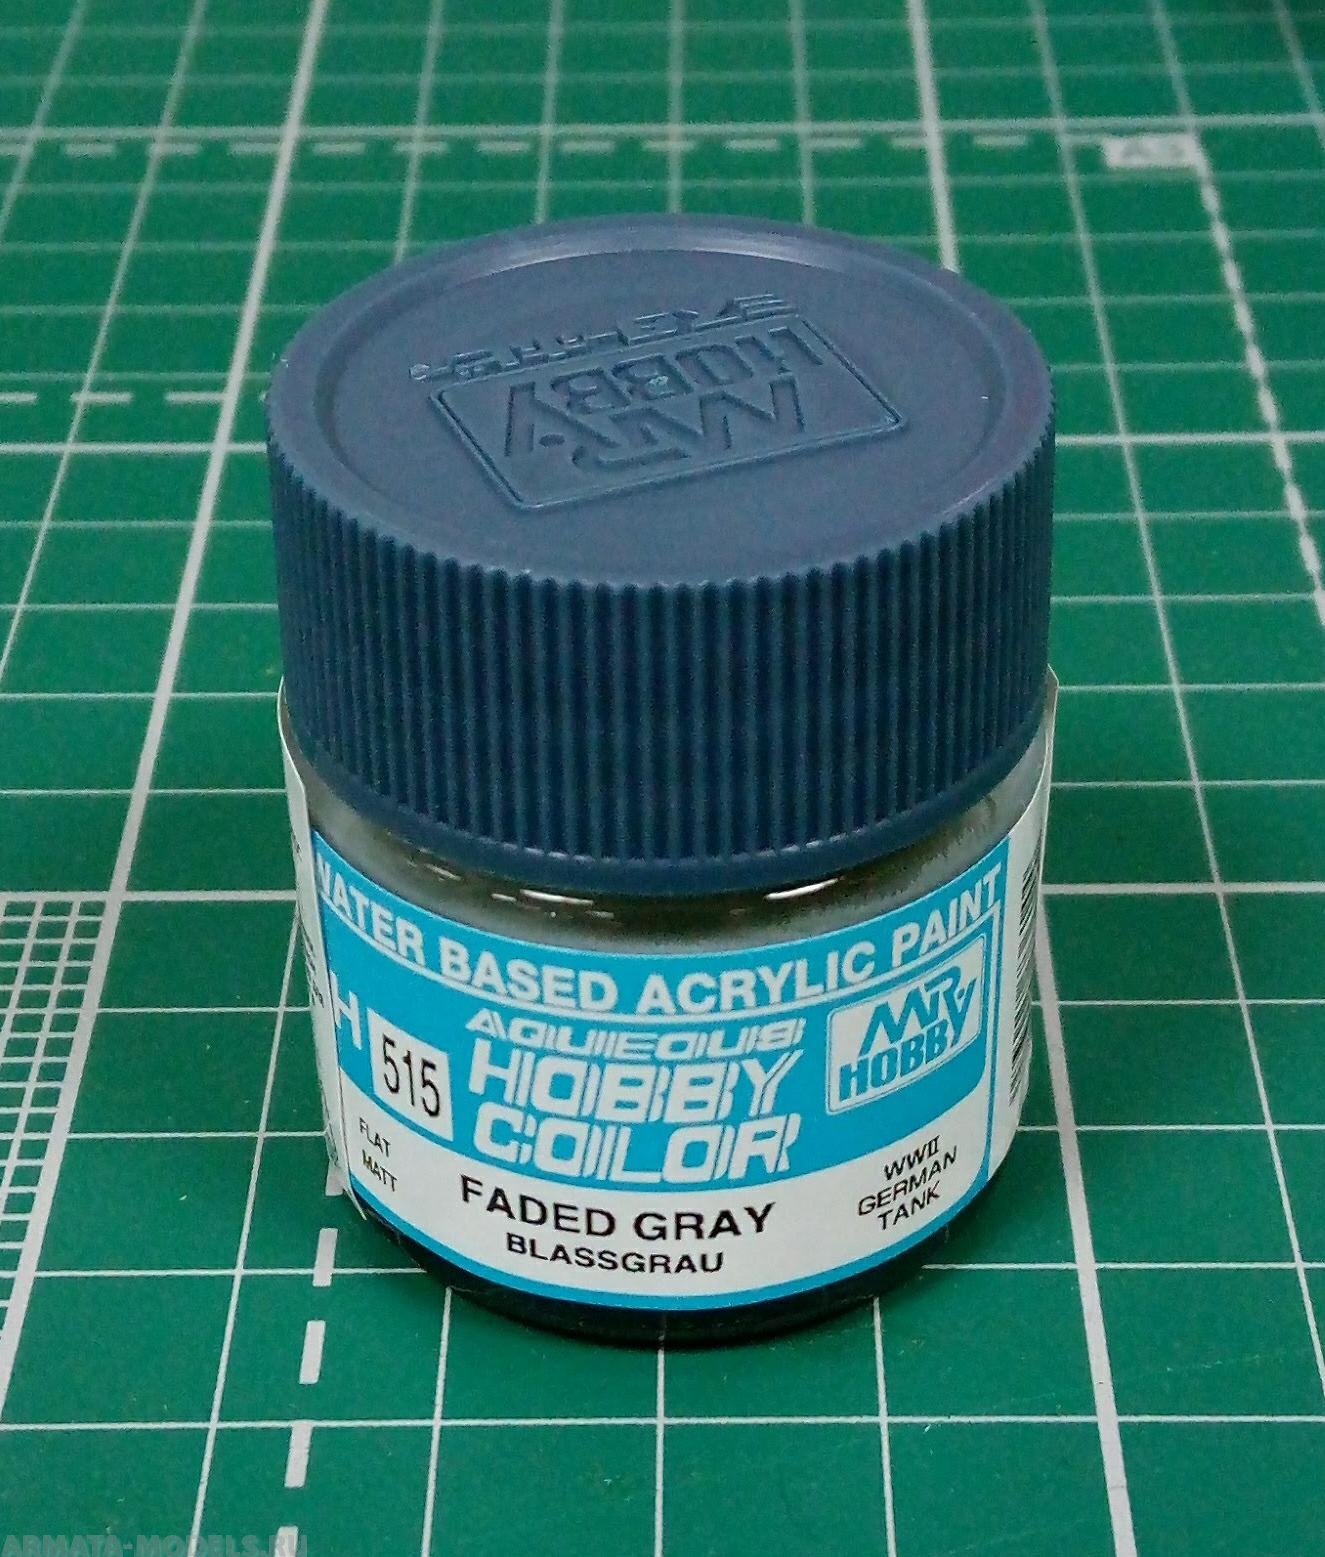 MR.
HOBBY
WATER BASED ACRYLIC PAINT
H 515
AQUEOUS
HOBBY
COLOR
MR.
HOBBY
FLAT
MATT
FADED GRAY
BLASSGRAU
WWII
GERMAN
TANK
A5
ARMATA-MODELS.RU